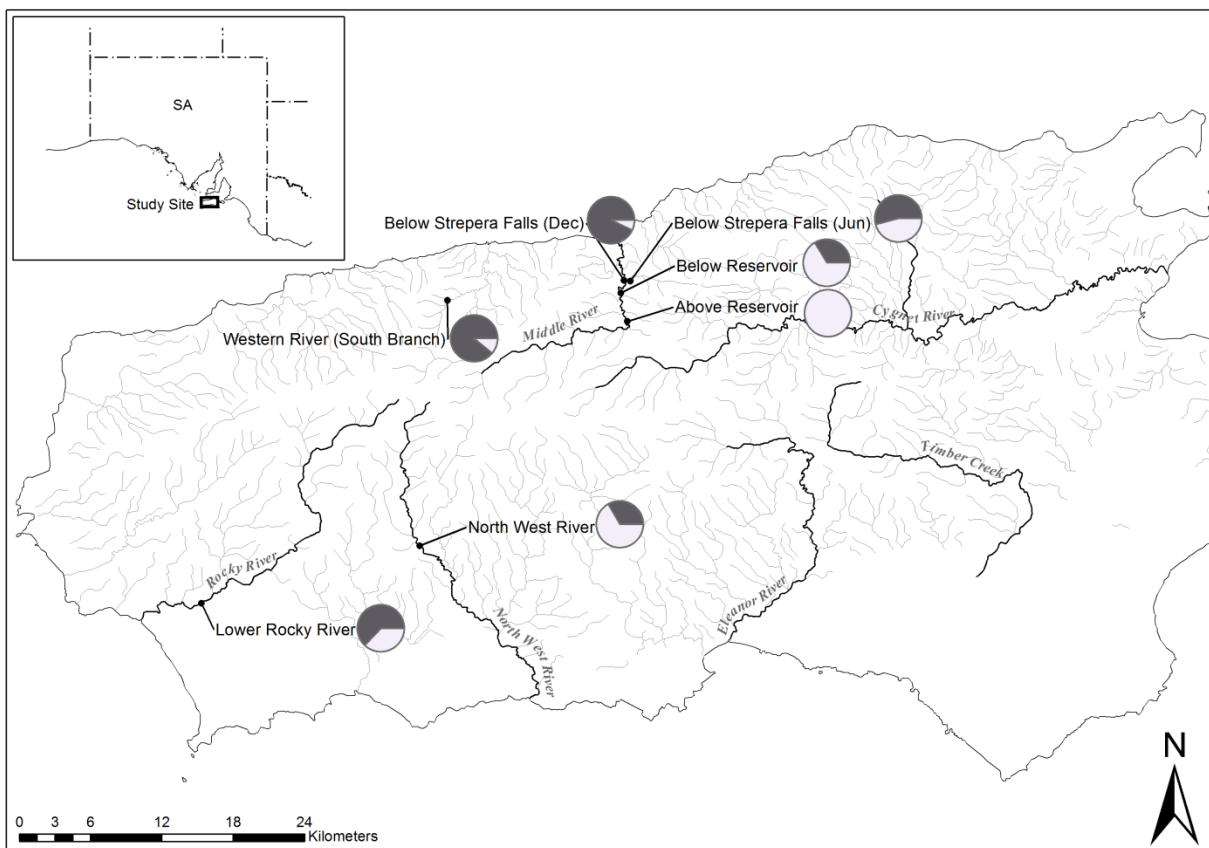 SA
Study Site
Below Strepera Falls (Dec)
Below Strepera Falls (Jun)
Below Reservoir
Above Reservoir
Cygnet River
Middle River
Western River (South Branch)
Timber Creek
North West River
Rocky River
Eleanor River
Lower Rocky River
North West River
N
0 3 6 12 18 24
Kilometers